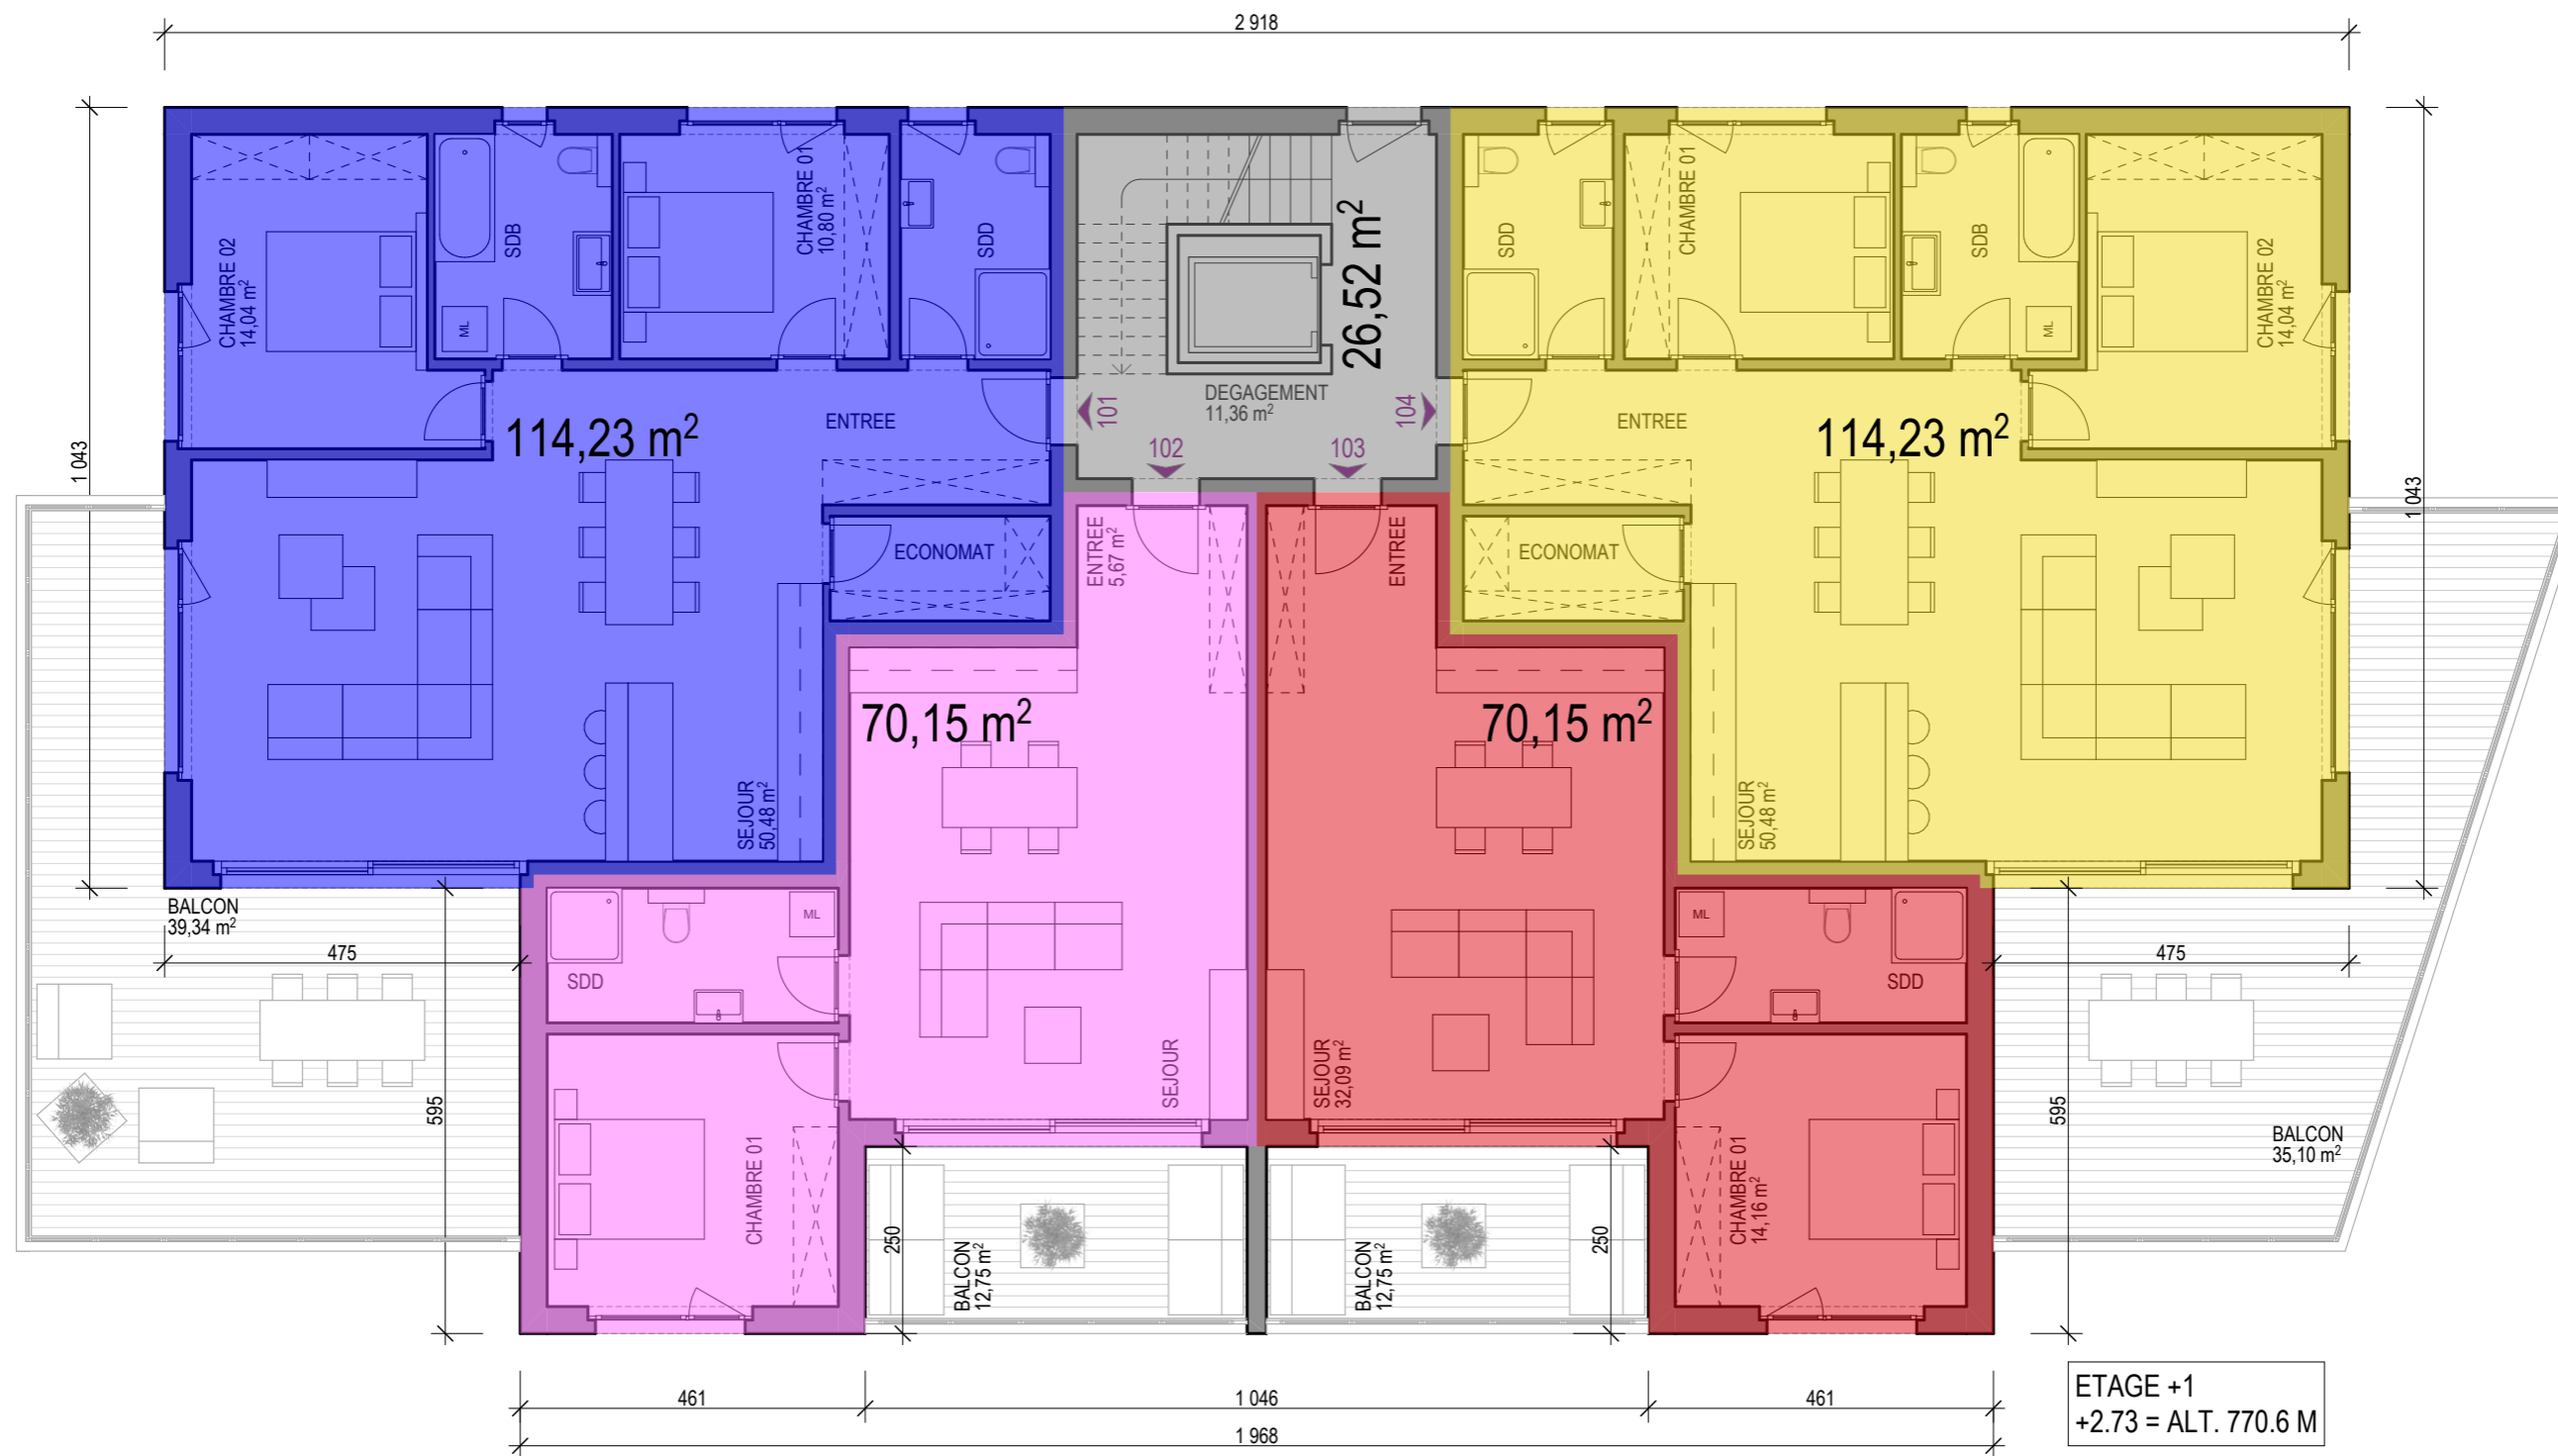 2 918
1 043
CHAMBRE 02
14,04 m²
SDB
ML
CHAMBRE 01
10,80 m²
SDD
114,23 m²
ENTREE
ECONOMAT
SEJOUR
50,48 m²
26,52 m²
DEGAGEMENT
11,36 m²
101
102
103
104
SDD
CHAMBRE 01
SDB
ML
CHAMBRE 02
14,04 m²
ENTREE
114,23 m²
ECONOMAT
SEJOUR
50,48 m²
1 043
ENTREE
5,67 m²
70,15 m²
ML
SDD
SEJOUR
CHAMBRE 01
ENTREE
70,15 m²
SEJOUR
32,09 m²
ML
SDD
CHAMBRE 01
14,16 m²
BALCON
39,34 m²
475
595
250
BALCON
12,75 m²
BALCON
12,75 m²
250
475
595
BALCON
35,10 m²
461
1 046
461
1 968
ETAGE +1
+2.73 = ALT. 770.6 M